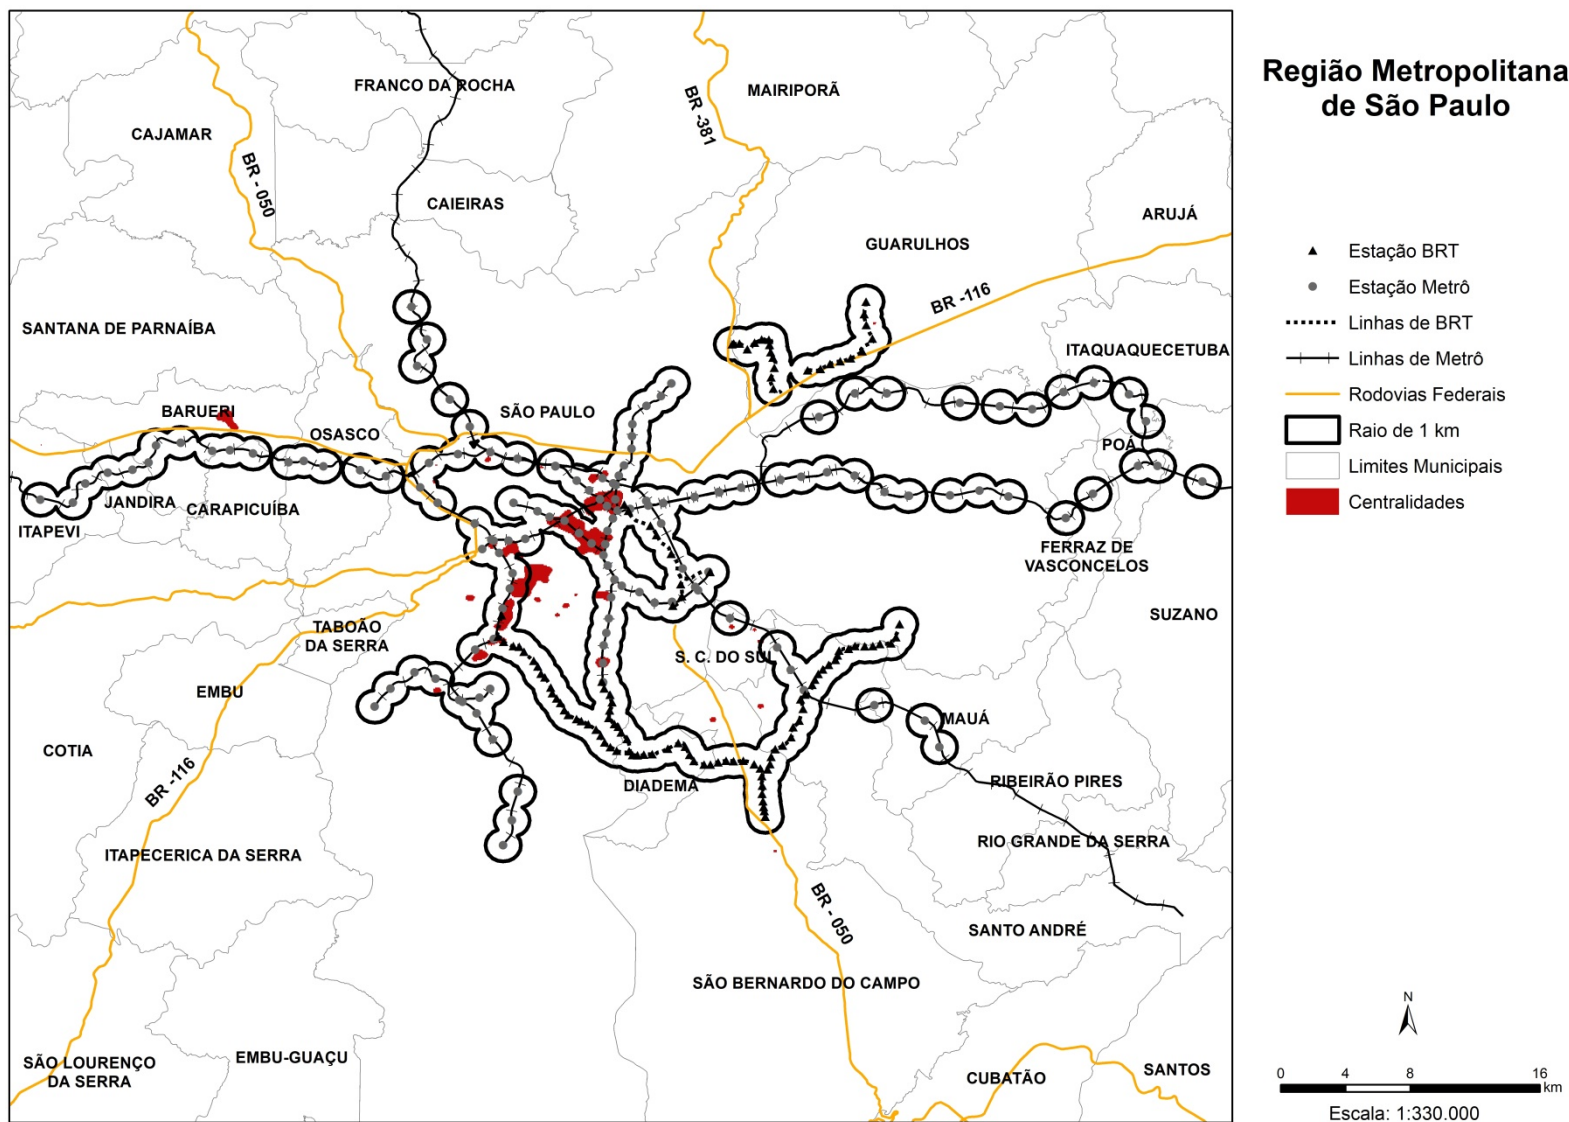 Região Metropolitana
de São Paulo
FRANCO DA ROCHA
MAIRIPORÃ
BR -381
CAJAMAR
BR - 050
CAIEIRAS
ARUJÁ
GUARULHOS
BR -116
SANTANA DE PARNAÍBA
ITAQUAQUECETUBA
BARUERI
SÃO PAULO
OSASCO
POÁ
JANDIRA
CARAPICUÍBA
ITAPEVI
FERRAZ DE
VASCONCELOS
SUZANO
TABOÃO
DA SERRA
S. C. DO SUL
EMBU
MAUÁ
COTIA
BR -116
DIADEMA
RIBEIRÃO PIRES
RIO GRANDE DA SERRA
ITAPECERICA DA SERRA
BR - 050
SANTO ANDRÉ
SÃO BERNARDO DO CAMPO
EMBU-GUAÇU
SÃO LOURENÇO
DA SERRA
CUBATÃO
SANTOS
Estação BRT
Estação Metrô
Linhas de BRT
Linhas de Metrô
Rodovias Federais
Raio de 1 km
Limites Municipais
Centralidades
N
0 4 8 16
km
Escala: 1:330.000